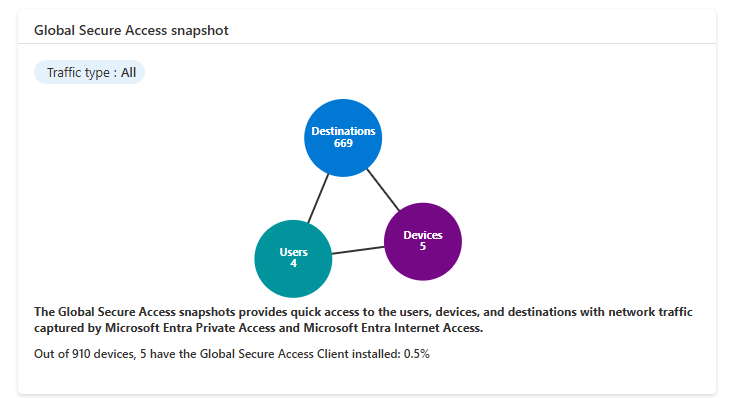 Global Secure Access snapshot
Traffic type : All
Destinations
669
Devices
5
Users
4
The Global Secure Access snapshots provides quick access to the users, devices, and destinations with network traffic
captured by Microsoft Entra Private Access and Microsoft Entra Internet Access.
Out of 910 devices, 5 have the Global Secure Access Client installed: 0.5%